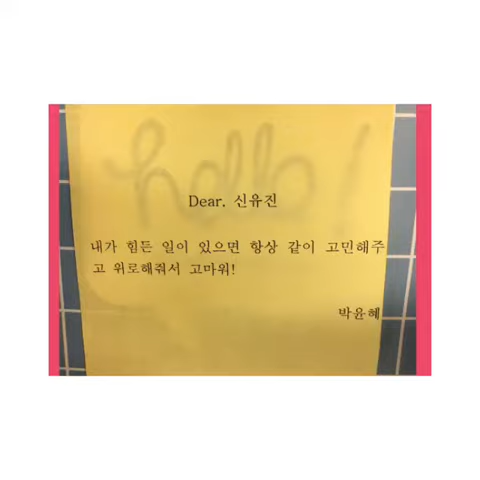 hello!
Dear, 신유진
내가 힘든 일이 있으면 항상 같이 고민해주
고 위로해줘서 고마워!
박윤혜